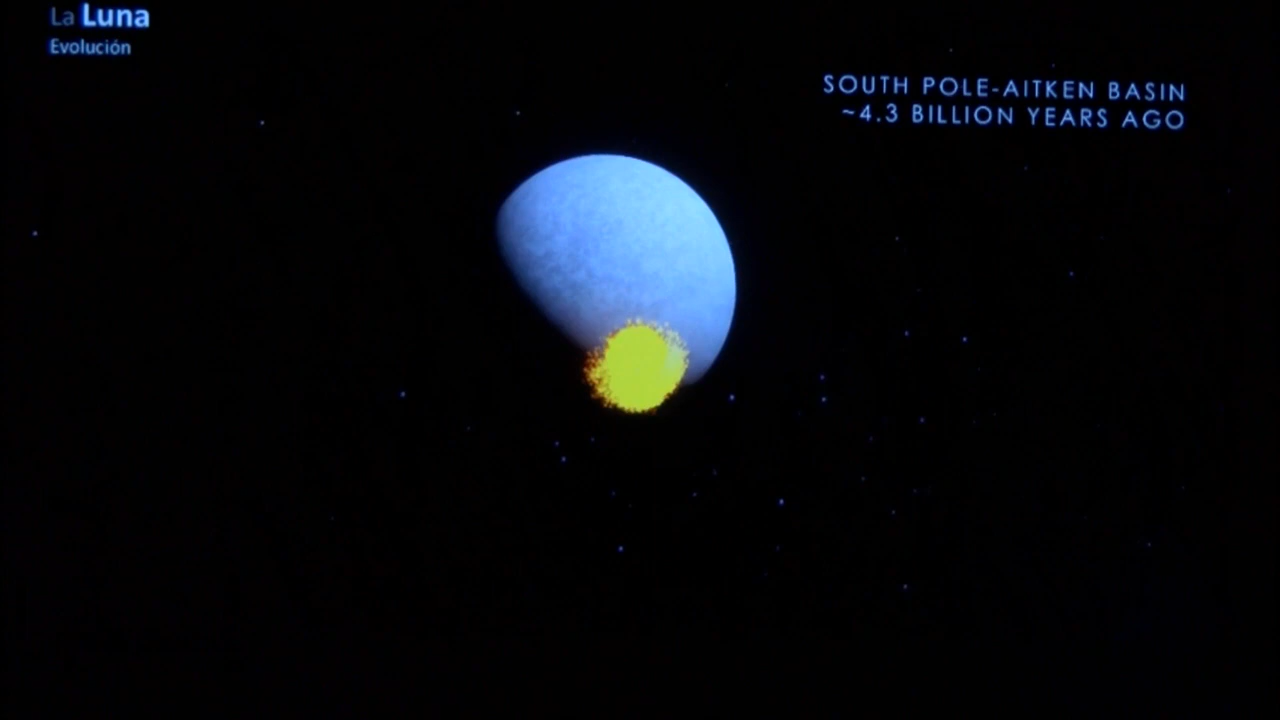 La Luna
Evolución
SOUTH POLE-AITKEN BASIN
~4.3 BILLION YEARS AGO